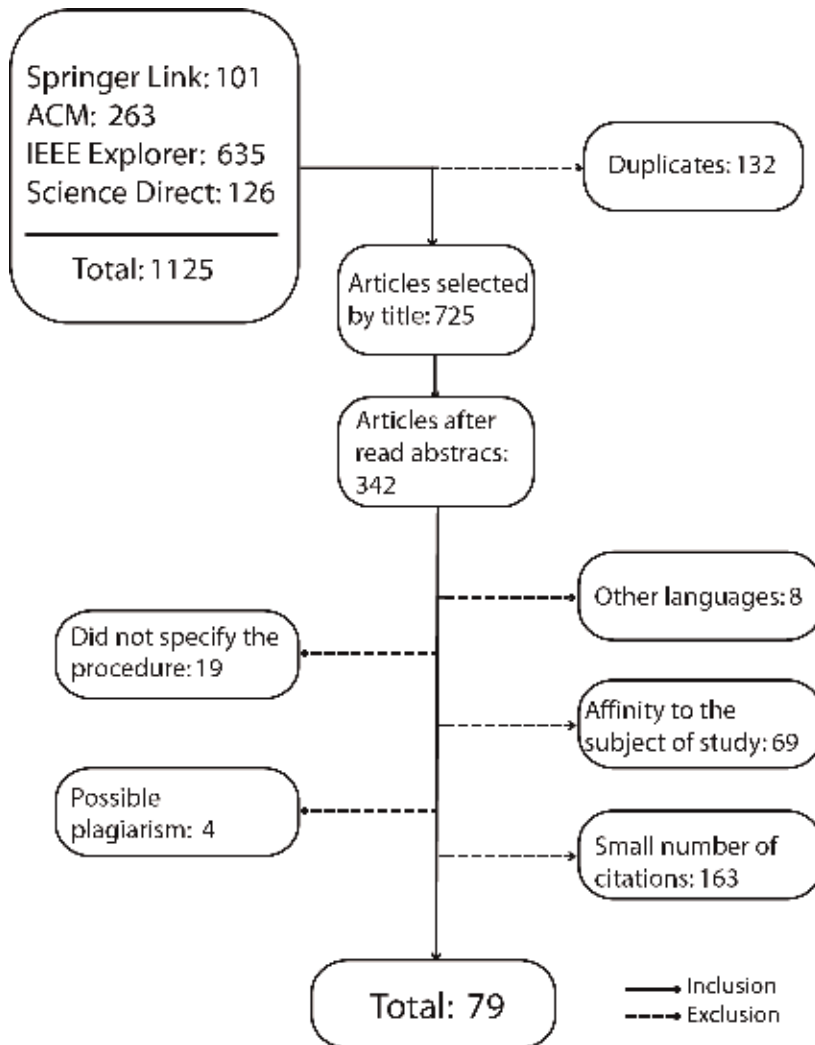 Springer Link: 101
ACM: 263
IEEE Explorer: 635
Science Direct: 126
Total: 1125
Duplicates: 132
Articles selected
by title: 725
Articles after
read abstracs:
342
Other languages: 8
Did not specify the
procedure: 19
Affinity to the
subject of study: 69
Possible
plagiarism: 4
Small number of
citations: 163
Total: 79
Inclusion
Exclusion